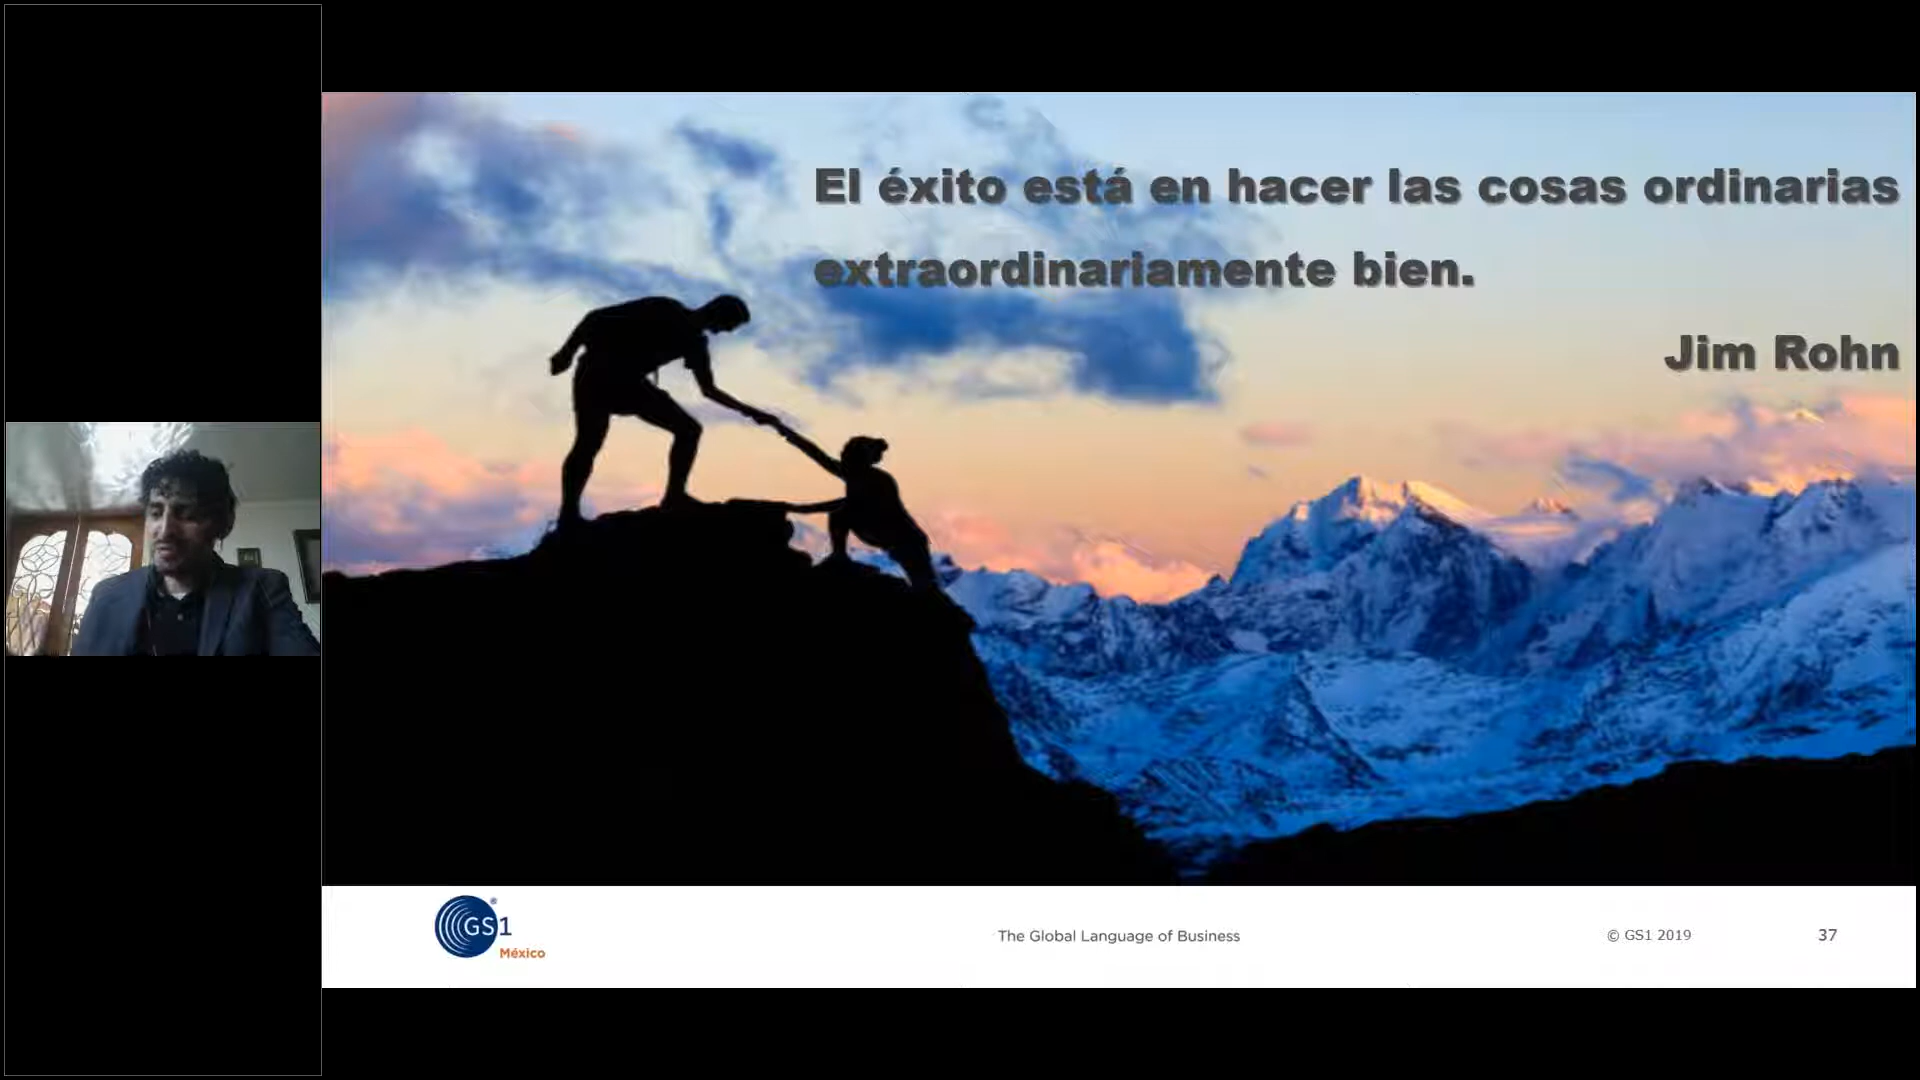 El éxito está en hacer las cosas ordinarias
extraordinariamente bien.
Jim Rohn
GS1
®
México
The Global Language of Business
© GS1 2019
37